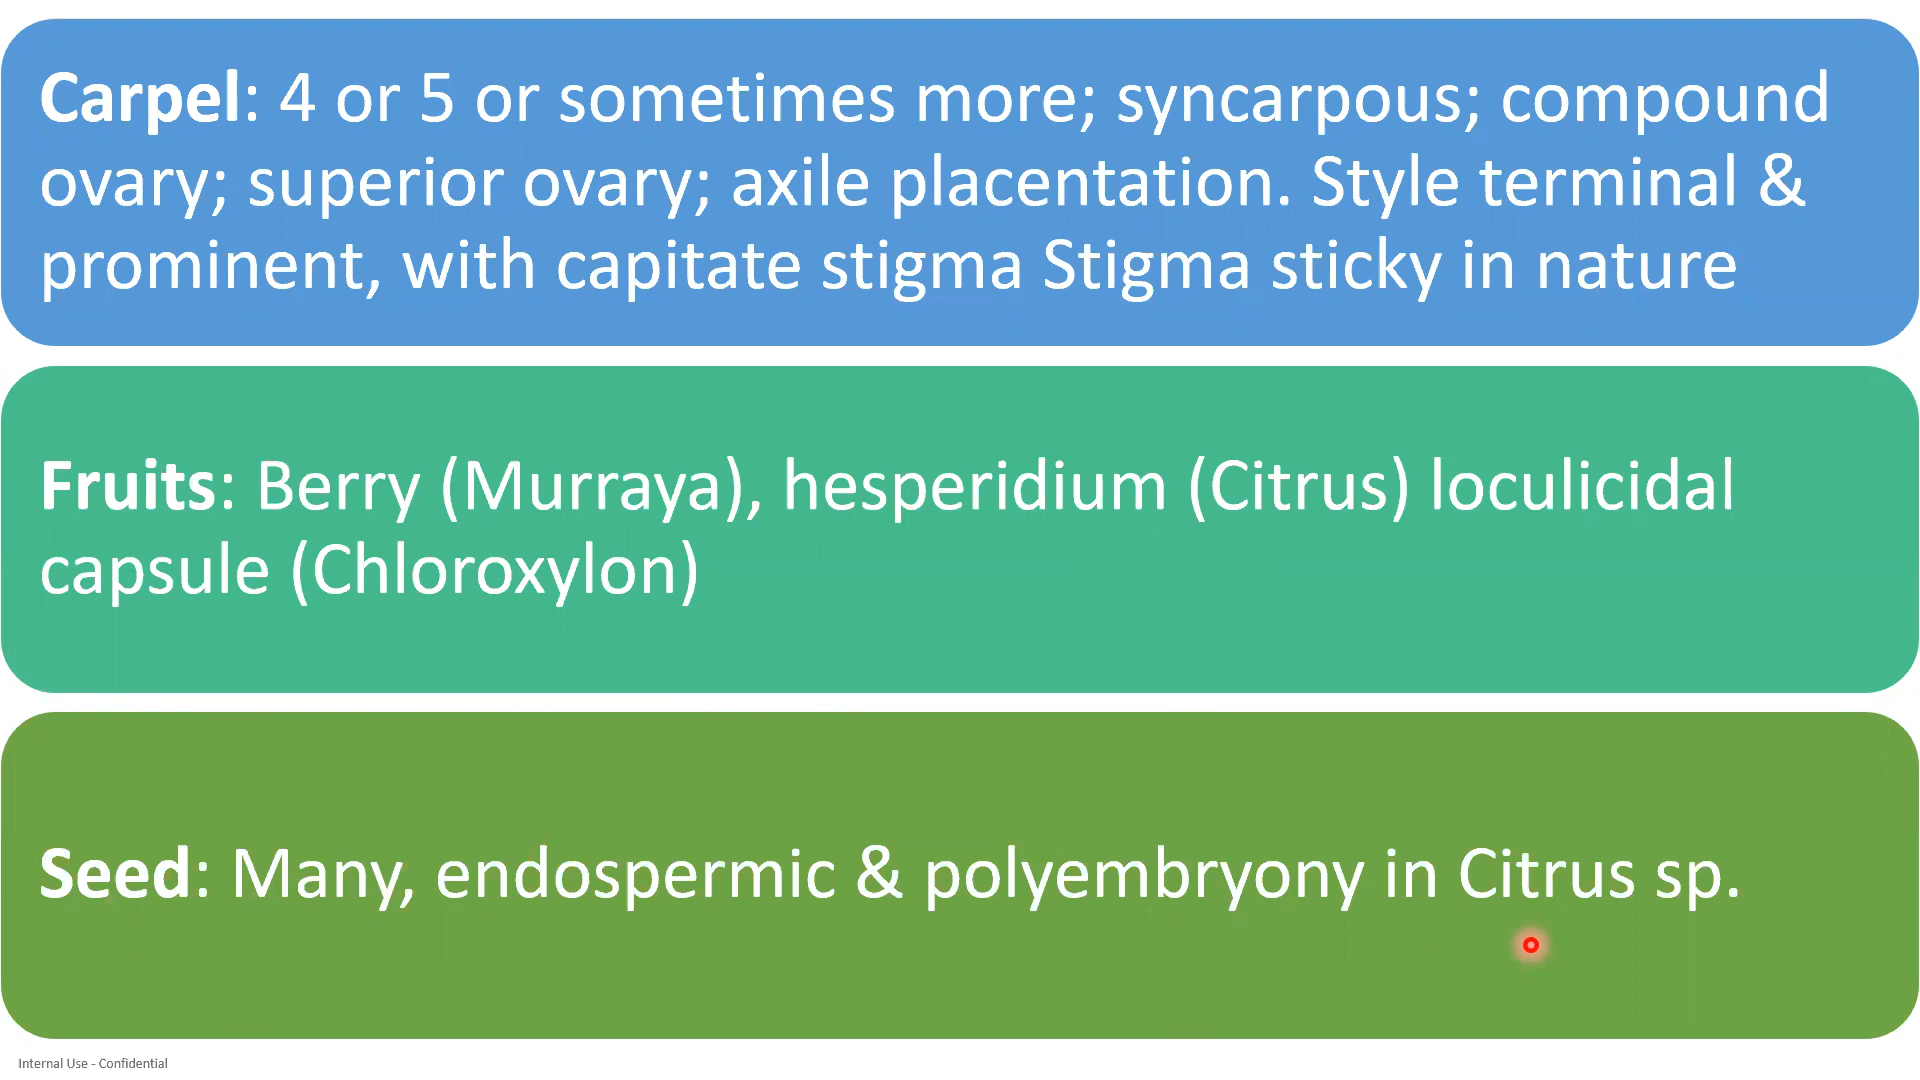 Carpel: 4 or 5 or sometimes more; syncarpous; compound
ovary; superior ovary; axile placentation. Style terminal &
prominent, with capitate stigma Stigma sticky in nature
Fruits: Berry (Murraya), hesperidium (Citrus) loculicidal
capsule (Chloroxylon)
Seed: Many, endospermic & polyembryony in Citrus sp.
Internal Use - Confidential